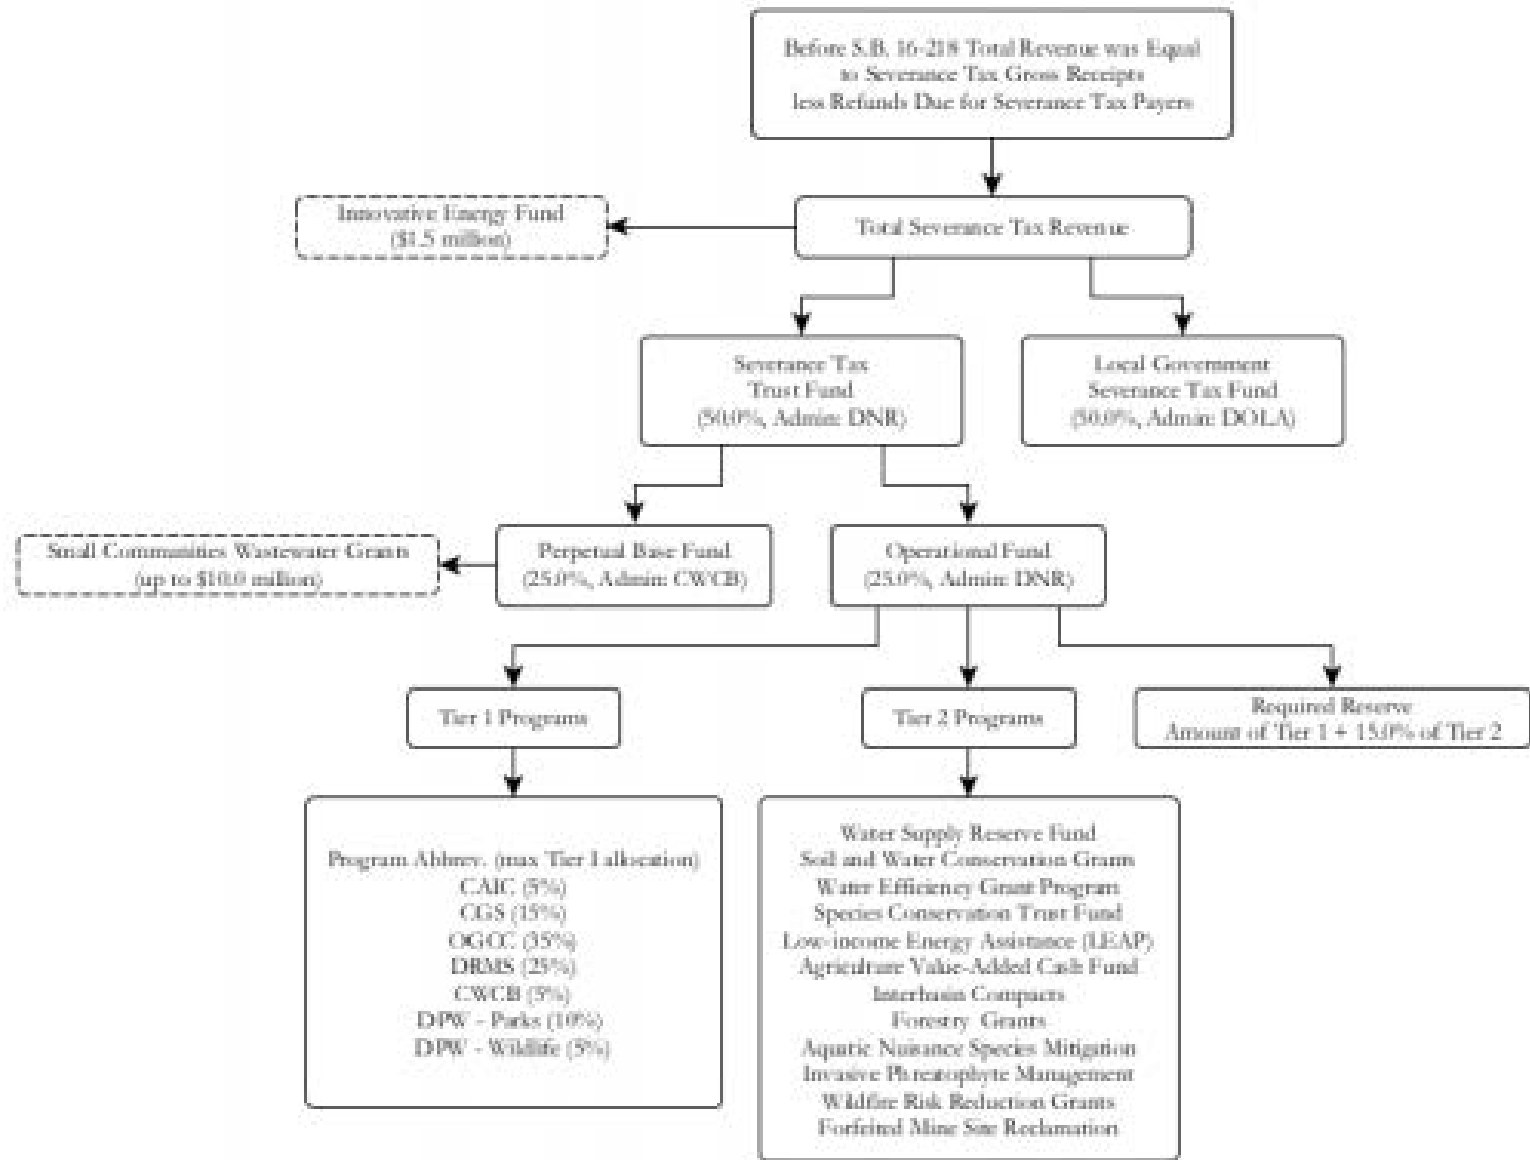 Before S.B. 16-218 Total Revenue was Equal
to Severance Tax Gross Receipts
less Refunds Due for Severance Tax Payers
Innovative Energy Fund
($1.5 million)
Total Severance Tax Revenue
Severance Tax
Trust Fund
(50.0%, Admin: DNR)
Local Government
Severance Tax Fund
(50.0%, Admin: DOLA)
Small Communities Wastewater Grants
(up to $10.0 million)
Perpetual Base Fund
(25.0%, Admin: CWCB)
Operational Fund
(25.0%, Admin: DNR)
Tier 1 Programs
Tier 2 Programs
Required Reserve
Amount of Tier 1 + 15.0% of Tier 2
Program Abbrev. (max Tier I allocation)
CAIC (5%)
CGS (15%)
OGCC (35%)
DRMS (25%)
CWCB (5%)
DPW - Parks (10%)
DPW - Wildlife (5%)
Water Supply Reserve Fund
Soil and Water Conservation Grants
Water Efficiency Grant Program
Species Conservation Trust Fund
Low-income Energy Assistance (LEAP)
Agriculture Value-Added Cash Fund
Interbasin Compacts
Forestry Grants
Aquatic Nuisance Species Mitigation
Invasive Phreatophyte Management
Wildfire Risk Reduction Grants
Forfeited Mine Site Reclamation